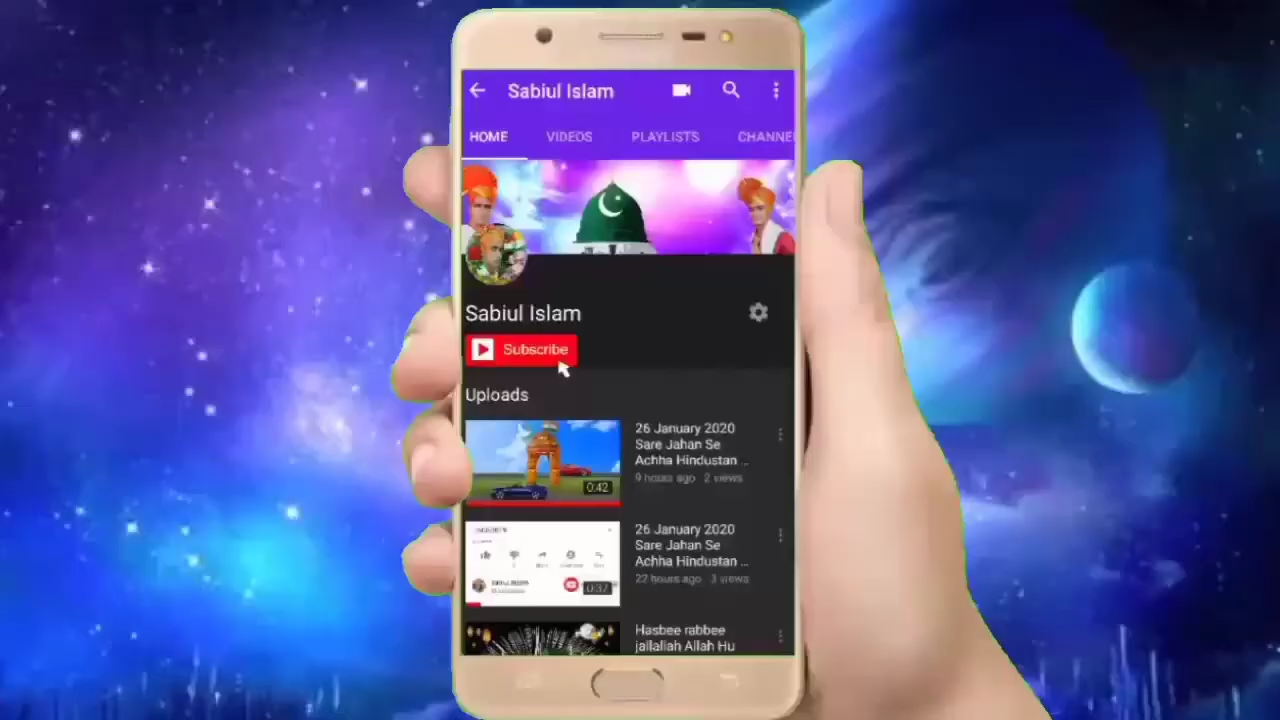 Sabiul Islam
HOME VIDEOS PLAYLISTS CHANNE
Sabiul Islam
Subscribe
Uploads
26 January 2020
Sare Jahan Se
Achha Hindustan ...
9 hours ago 2 views
0:42
26 January 2020
Sare Jahan Se
Achha Hindustan ...
22 hours ago 3 views
0:37
Hasbee rabbee
jallallah Allah Hu